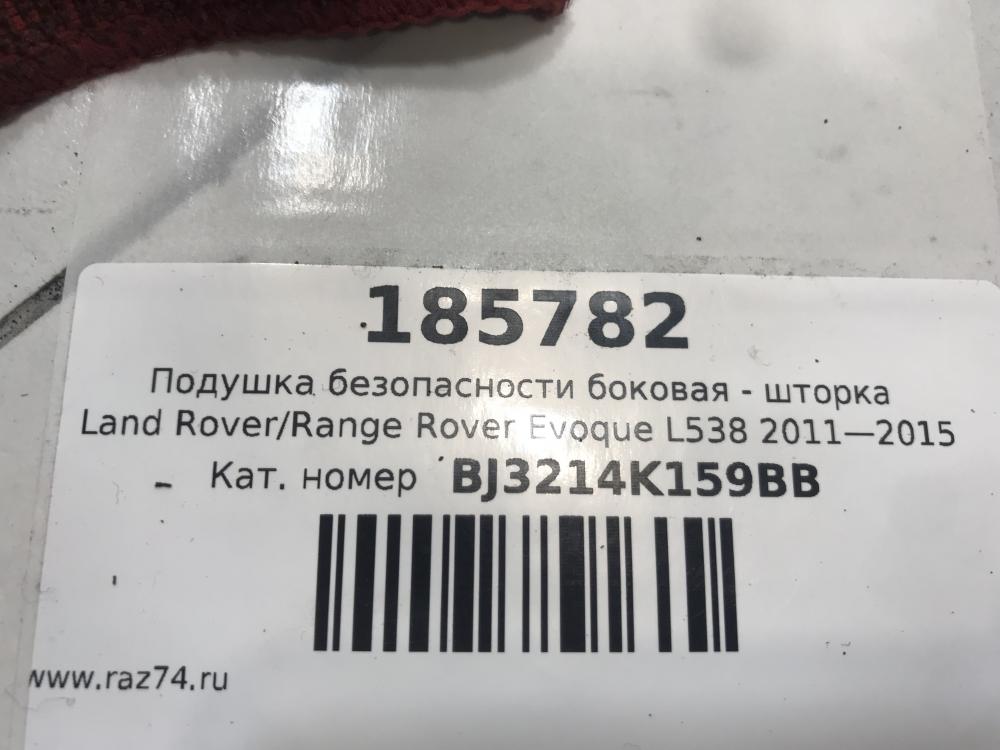 185782
Подушка безопасности боковая - шторка
Land Rover/Range Rover Evoque L538 2011—2015
Кат. номер BJ3214K159BB
www.raz74.ru